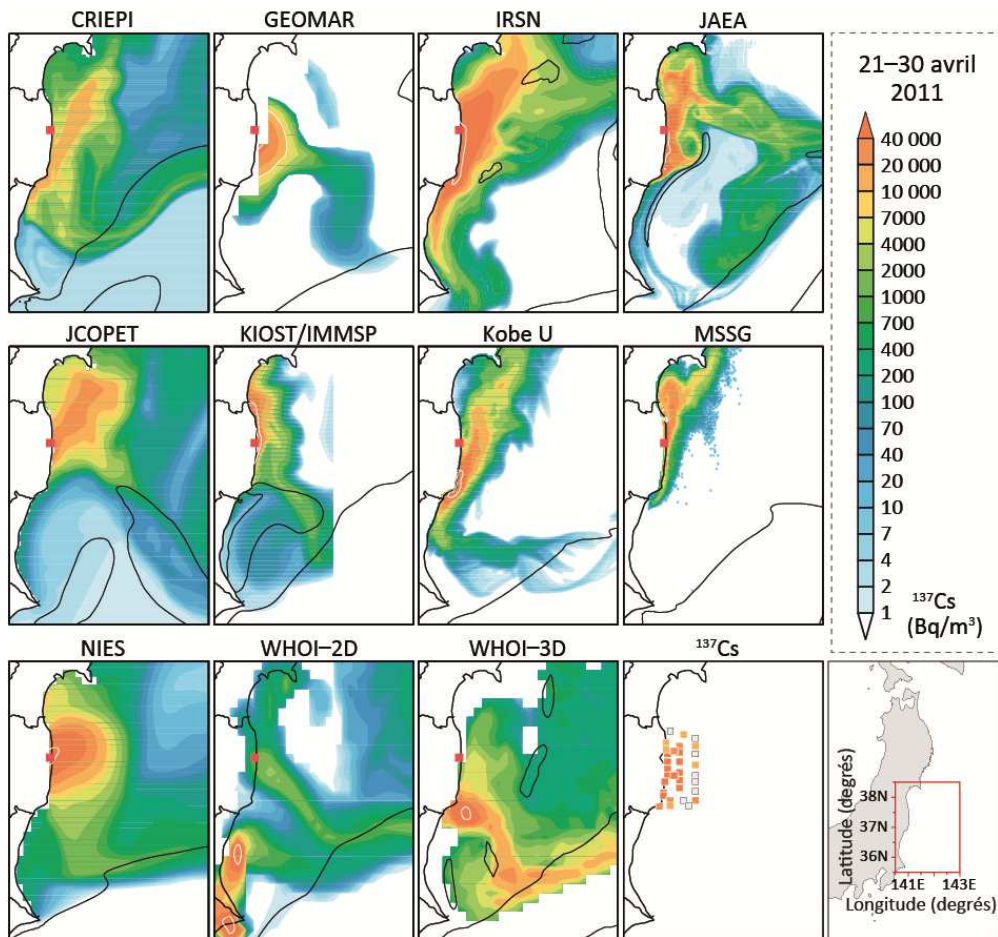 CRIEPI
GEOMAR
IRSN
JAEA
21–30 avril
2011
40 000
20 000
10 000
7000
4000
2000
1000
700
400
200
100
70
40
20
10
7
4
2
1
¹³⁷Cs
(Bq/m³)
JCOPET
KIOST/IMMSP
Kobe U
MSSG
NIES
WHOI–2D
WHOI–3D
¹³⁷Cs
Latitude (degrés)
38N
37N
36N
141E
143E
Longitude (degrés)